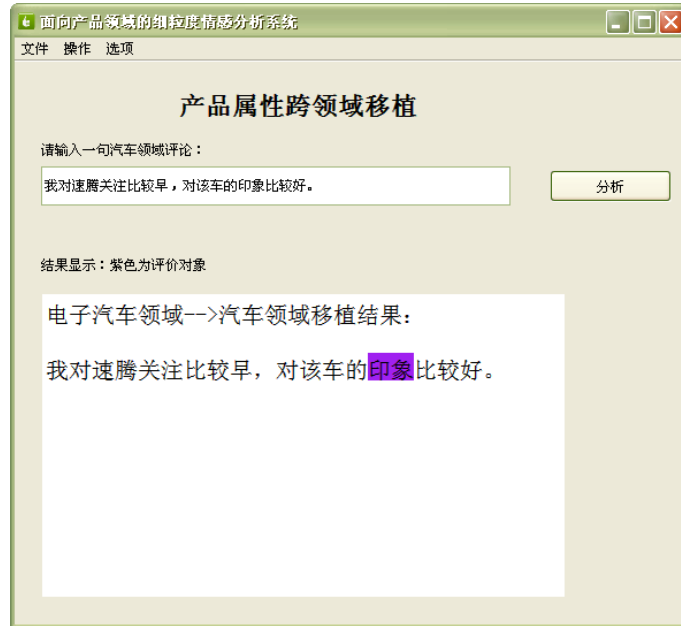 面向产品领域的细粒度情感分析系统
文件 操作 选项
产品属性跨领域移植
请输入一句汽车领域评论：
我对速腾关注比较早，对该车的印象比较好。
分析
结果显示：紫色为评价对象
电子汽车领域-->汽车领域移植结果:
我对速腾关注比较早，对该车的印象比较好。